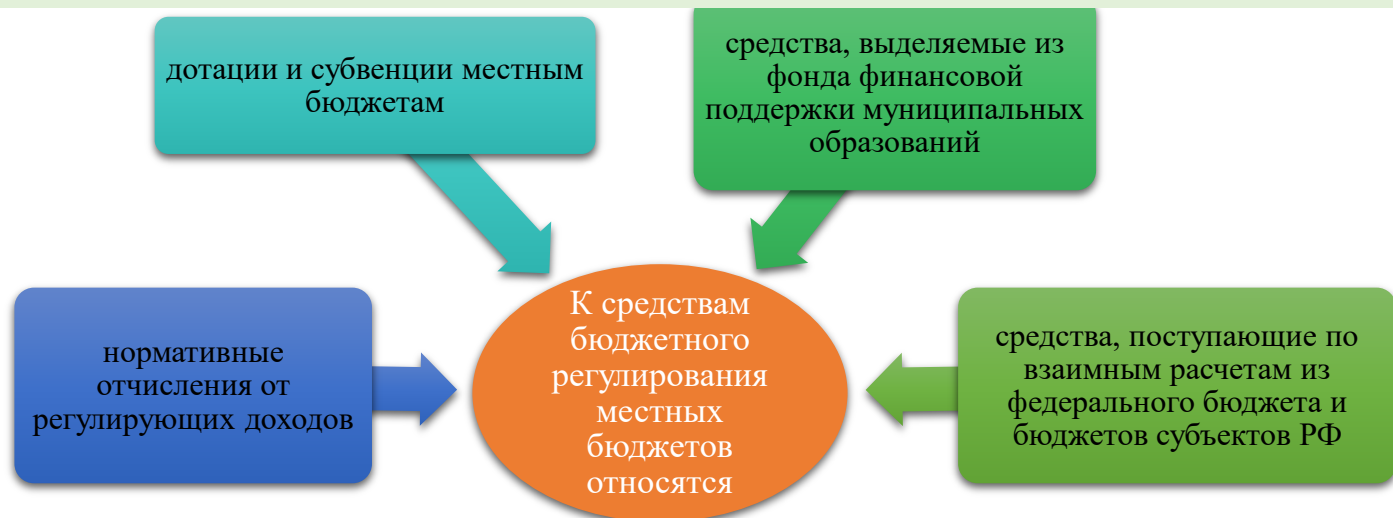 дотации и субвенции местным
бюджетам
средства, выделяемые из
фонда финансовой
поддержки муниципальных
образований
нормативные
отчисления от
регулирующих доходов
К средствам
бюджетного
регулирования
местных
бюджетов
относятся
средства, поступающие по
взаимным расчетам из
федерального бюджета и
бюджетов субъектов РФ